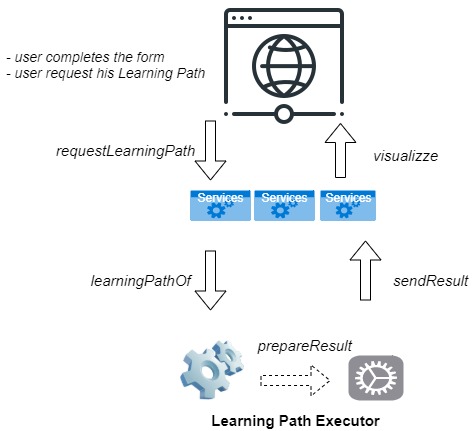 - user completes the form
- user request his Learning Path
requestLearningPath
visualizze
Services
Services
Services
learningPathOf
sendResult
prepareResult
Learning Path Executor